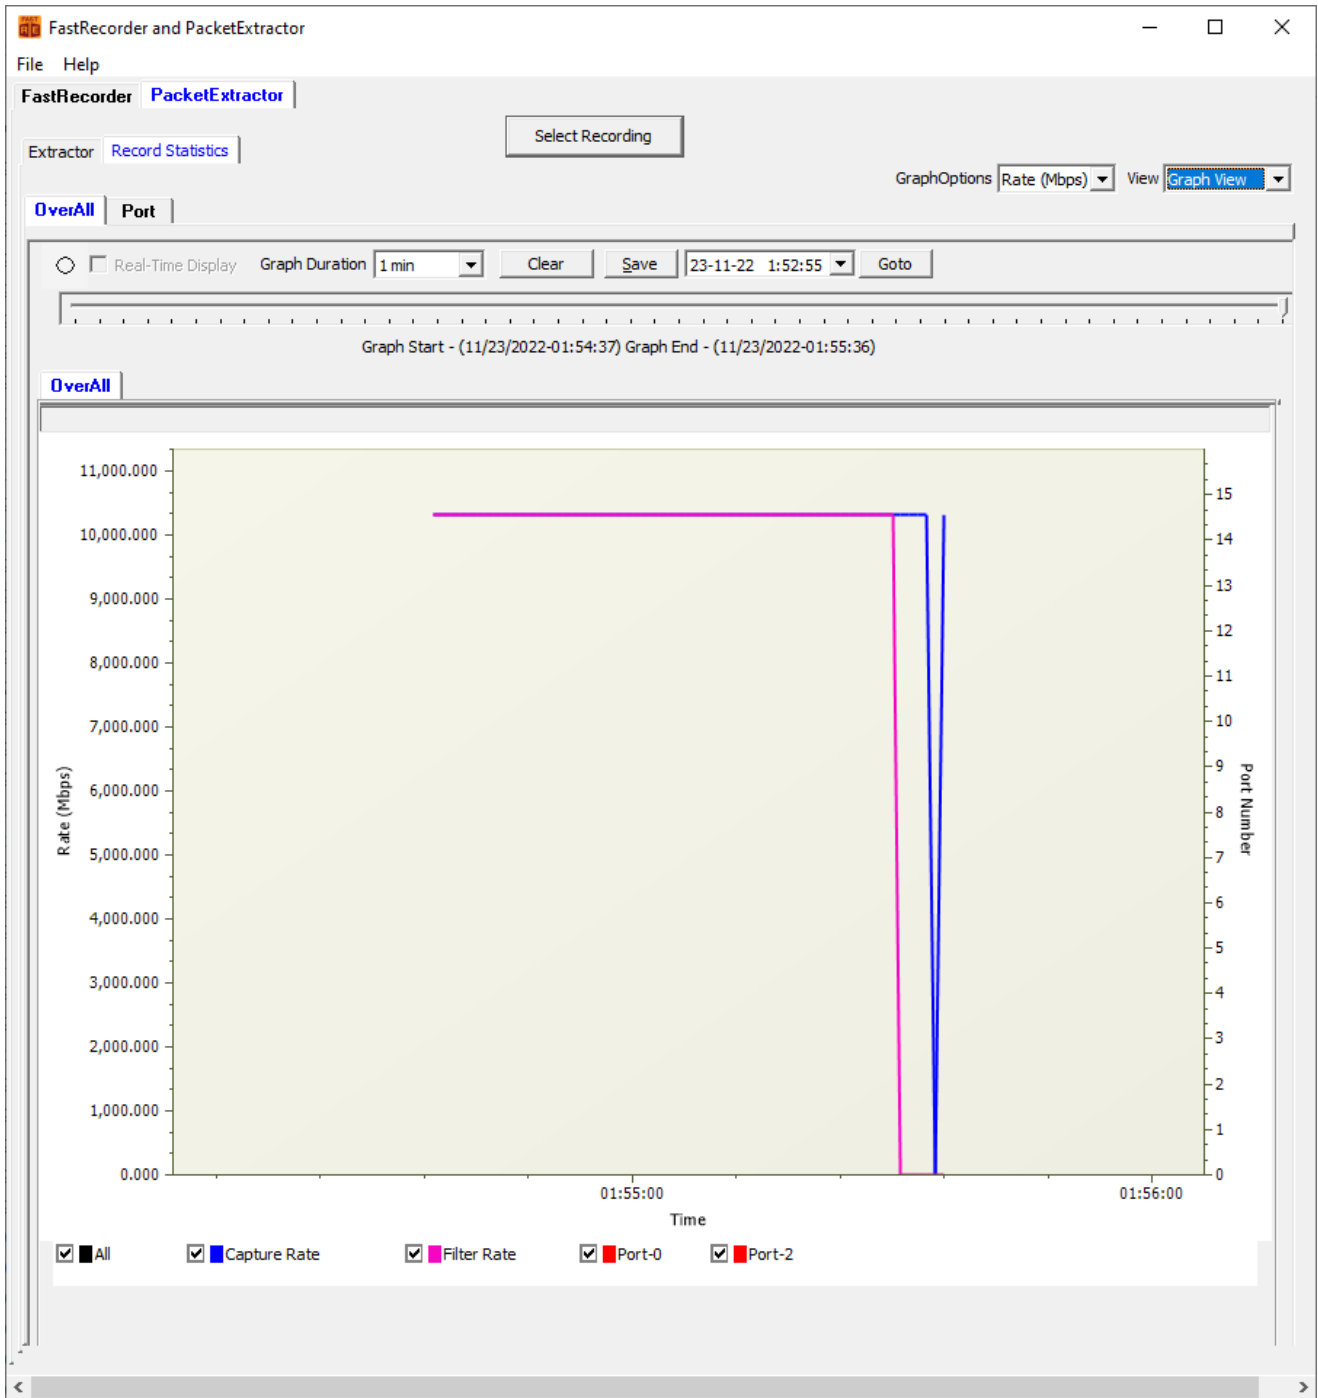 FastRecorder and PacketExtractor
File Help
FastRecorder PacketExtractor
Select Recording
Extractor Record Statistics
GraphOptions Rate (Mbps) View Graph View
OverAll Port
Real-Time Display Graph Duration 1 min Clear Save 23-11-22 1:52:55 Goto
Graph Start - (11/23/2022-01:54:37) Graph End - (11/23/2022-01:55:36)
OverAll
11,000.000
10,000.000
9,000.000
8,000.000
7,000.000
6,000.000
5,000.000
4,000.000
3,000.000
2,000.000
1,000.000
0.000
Rate (Mbps)
15
14
13
12
11
10
9
8
7
6
5
4
3
2
1
0
Port Number
01:55:00 01:56:00
Time
All Capture Rate Filter Rate Port-0 Port-2